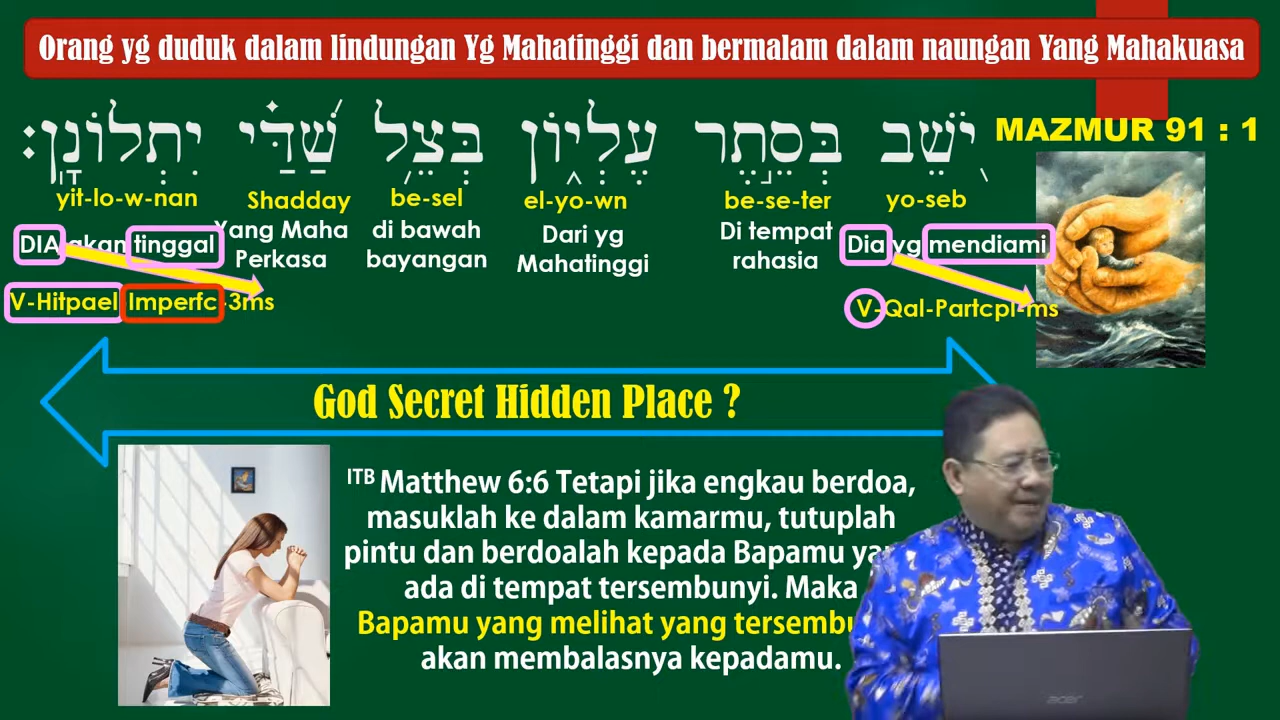 Orang yg duduk dalam lindungan Yg Mahatinggi dan bermalam dalam naungan Yang Mahakuasa
MAZMUR 91 : 1
יֹ֭שֵׁב בְּסֵ֣תֶר עֶלְי֑וֹן בְּצֵ֥ל שַׁ֝דַּ֗י יִתְלוֹנָֽן׃
yit-lo-w-nan Shadday be-sel el-yo-wn be-se-ter yo-seb
DIA akan tinggal
Yang Maha
Perkasa
di bawah
bayangan
Dari yg
Mahatinggi
Di tempat
rahasia
Dia yg mendiami
V-Hitpael Imperfc-3ms
V-Qal-Partcpl-ms
God Secret Hidden Place ?
ITB Matthew 6:6 Tetapi jika engkau berdoa,
masuklah ke dalam kamarmu, tutuplah
pintu dan berdoalah kepada Bapamu
ada di tempat tersembunyi. Maka
Bapamu yang melihat yang
akan membalasnya kepadamu.
acer